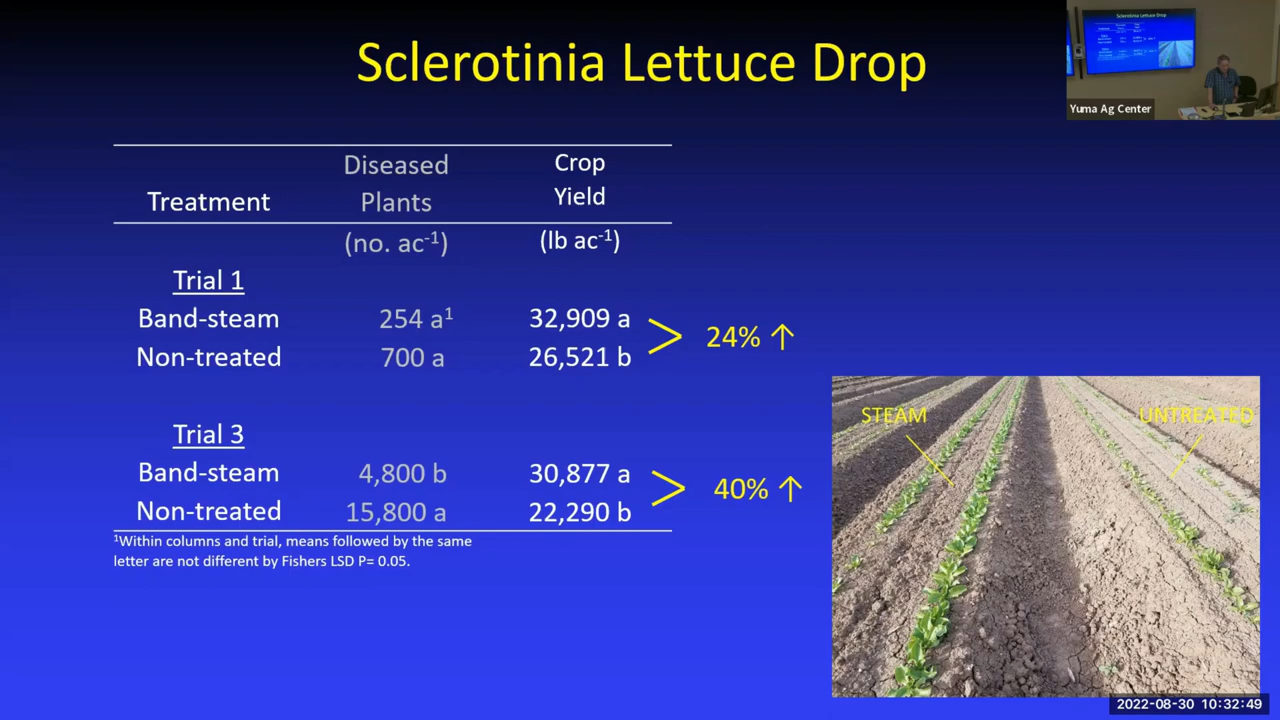 Sclerotinia Lettuce Drop
Yuma Ag Center
Diseased Crop
Treatment Plants Yield
(no. ac⁻¹) (lb ac⁻¹)
Trial 1
Band-steam 254 a¹ 32,909 a
Non-treated 700 a 26,521 b
24% ↑
Trial 3
Band-steam 4,800 b 30,877 a
Non-treated 15,800 a 22,290 b
40% ↑
¹Within columns and trial, means followed by the same
letter are not different by Fishers LSD P= 0.05.
STEAM UNTREATED
2022-08-30 10:32:49